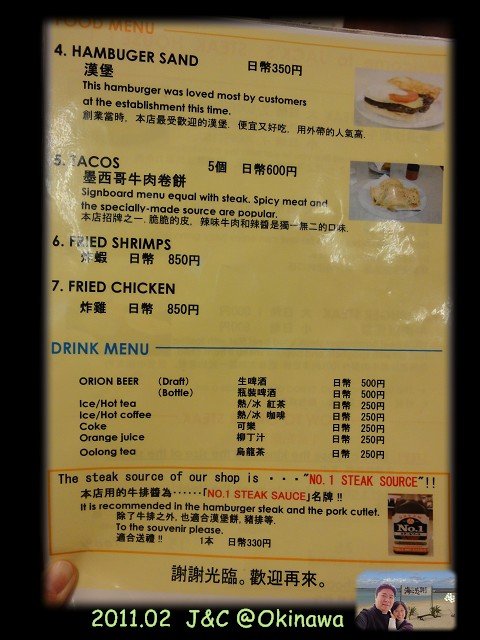 FOOD MENU
4. HAMBUGER SAND 日幣350円
漢堡
This hamburger was loved most by customers
at the establishment this time.
創業當時, 本店最受歡迎的漢堡. 便宜又好吃, 用外帶的人氣高.
5. TACOS 5個 日幣600円
墨西哥牛肉卷餅
Signboard menu equal with steak. Spicy meat and
the specially-made source are popular.
本店招牌之一. 脆脆的皮, 辣味牛肉和辣醬是獨一無二的口味.
6. FRIED SHRIMPS
炸蝦 日幣 850円
7. FRIED CHICKEN
炸雞 日幣 850円
DRINK MENU
ORION BEER (Draft) 生啤酒 日幣 500円
(Bottle) 瓶裝啤酒 日幣 500円
Ice/Hot tea 熱/冰 紅茶 日幣 250円
Ice/Hot coffee 熱/冰 咖啡 日幣 250円
Coke 可樂 日幣 250円
Orange juice 柳丁汁 日幣 250円
Oolong tea 烏龍茶 日幣 250円
The steak source of our shop is ・・・"NO.1 STEAK SOURCE"!!
本店用的牛排醬為……「NO.1 STEAK SAUCE」名牌!!
It is recommended in the hamburger steak and the pork cutlet.
除了牛排之外, 也適合漢堡餅, 豬排等.
To the souvenir please.
適合送禮!! 1本 日幣330円
No.1
謝謝光臨。歡迎再來。
2011.02 J&C @Okinawa